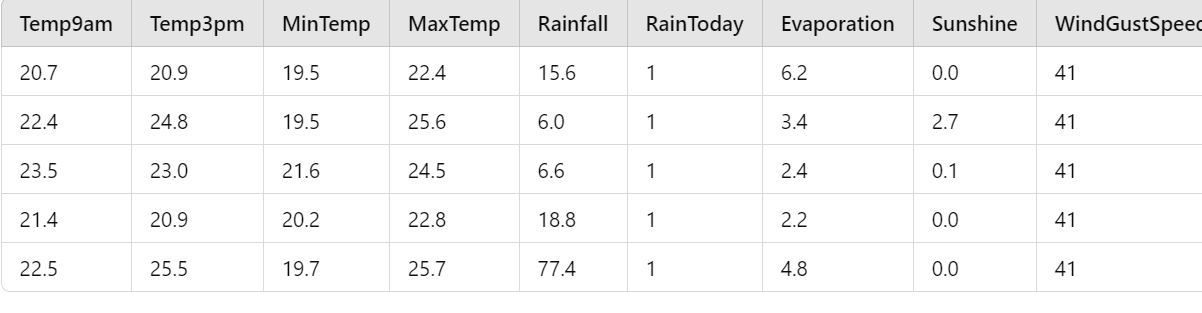 Temp9am Temp3pm MinTemp MaxTemp Rainfall RainToday Evaporation Sunshine WindGustSpeed
20.7 20.9 19.5 22.4 15.6 1 6.2 0.0 41
22.4 24.8 19.5 25.6 6.0 1 3.4 2.7 41
23.5 23.0 21.6 24.5 6.6 1 2.4 0.1 41
21.4 20.9 20.2 22.8 18.8 1 2.2 0.0 41
22.5 25.5 19.7 25.7 77.4 1 4.8 0.0 41